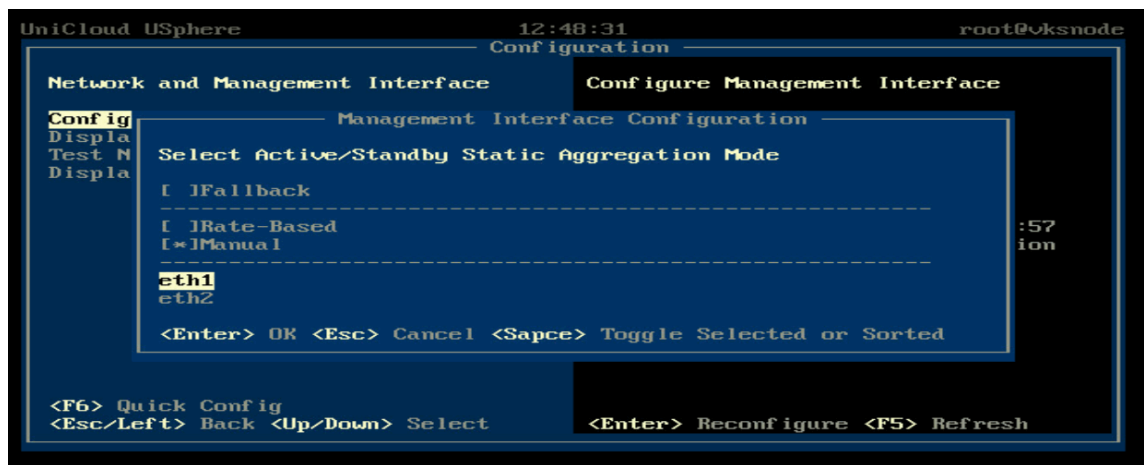 UniCloud USphere 12:48:31 root@vksnode
Configuration
Network and Management Interface Configure Management Interface
Config
Displa
Test N
Displa
Management Interface Configuration
Select Active/Standby Static Aggregation Mode
[ ]Fallback
[ ]Rate-Based
[*]Manual
:57
ion
eth1
eth2
<Enter> OK <Esc> Cancel <Sapce> Toggle Selected or Sorted
<F6> Quick Config
<Esc/Left> Back <Up/Down> Select <Enter> Reconfigure <F5> Refresh